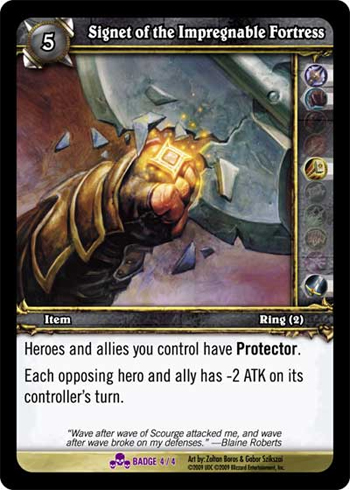 5
Signet of the Impregnable Fortress
Item
Ring (2)
Heroes and allies you control have Protector.
Each opposing hero and ally has -2 ATK on its
controller's turn.
"Wave after wave of Scourge attacked me, and wave
after wave broke on my defenses." —Blaine Roberts
BADGE 4/4
Art by: Zoltan Boros & Gabor Szikszai
©2009 UDC ©2009 Blizzard Entertainment, Inc.